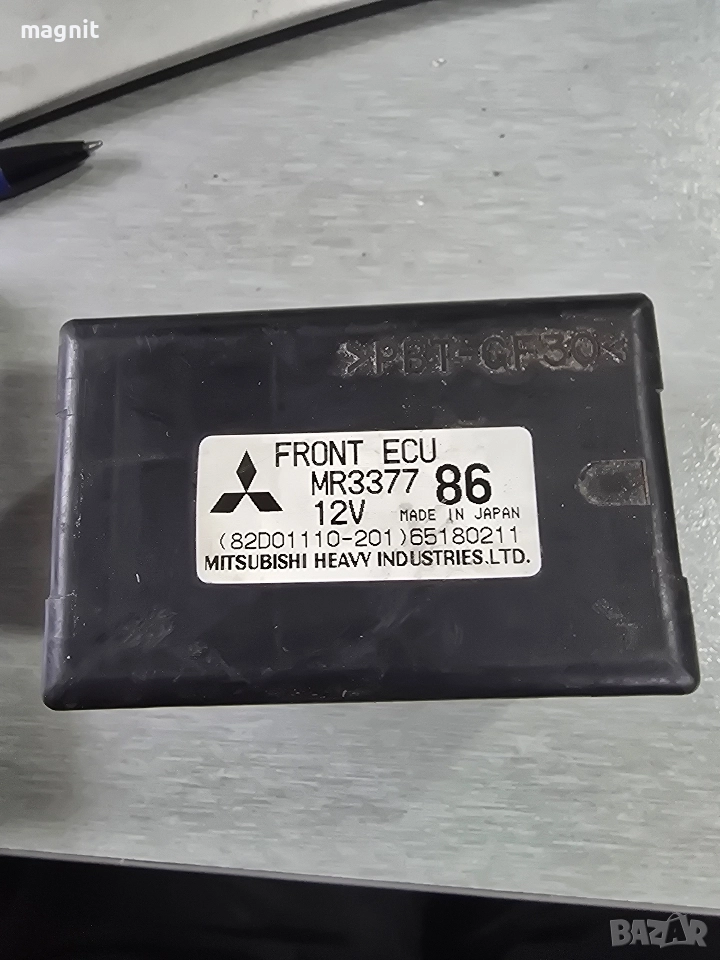 magnit
>PBT-GF30<
FRONT ECU
MR3377 86
12V MADE IN JAPAN
(82D01110-201)65180211
MITSUBISHI HEAVY INDUSTRIES.LTD.
BAZAR